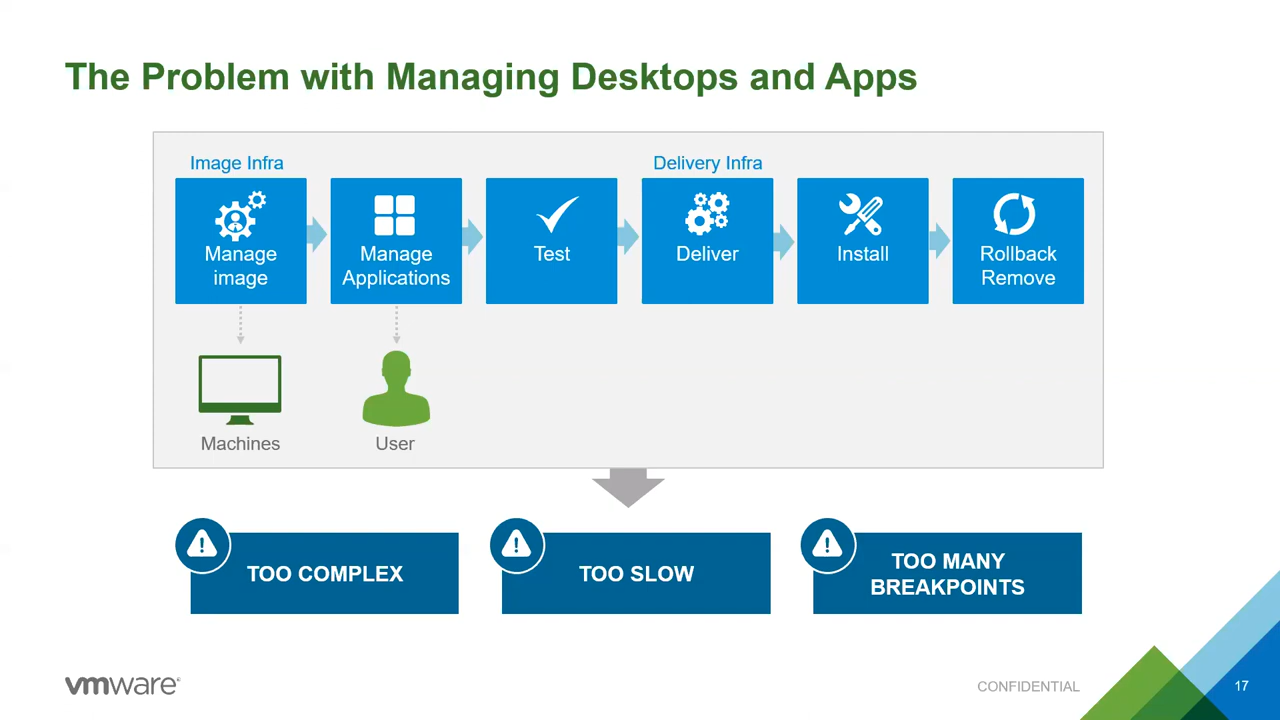 The Problem with Managing Desktops and Apps
Image Infra
Delivery Infra
Manage
image
Manage
Applications
Test
Deliver
Install
Rollback
Remove
Machines
User
TOO COMPLEX
TOO SLOW
TOO MANY
BREAKPOINTS
vmware®
CONFIDENTIAL
17